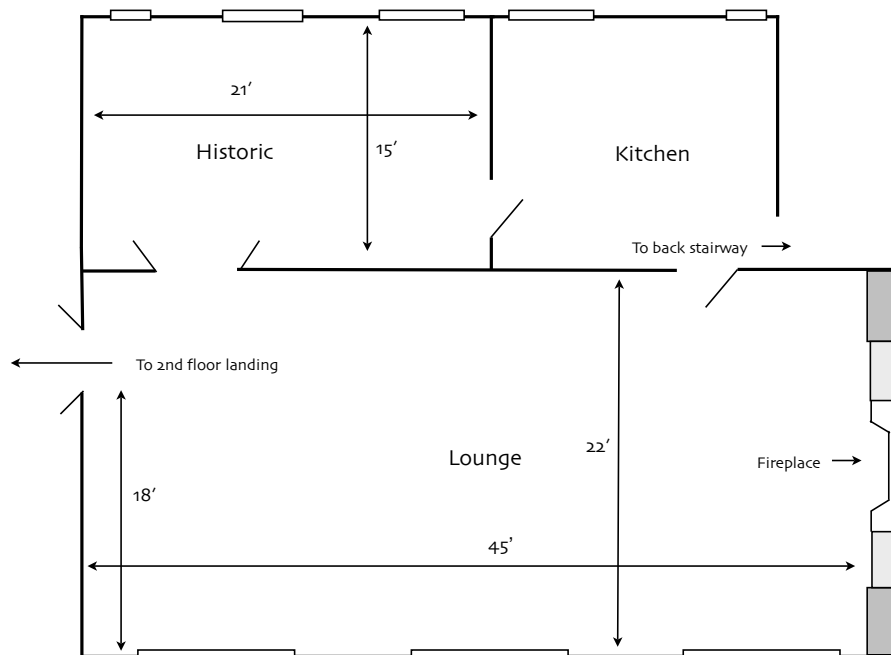 21′
Historic
15′
Kitchen
To back stairway
To 2nd floor landing
22′
Lounge
Fireplace
18′
45'